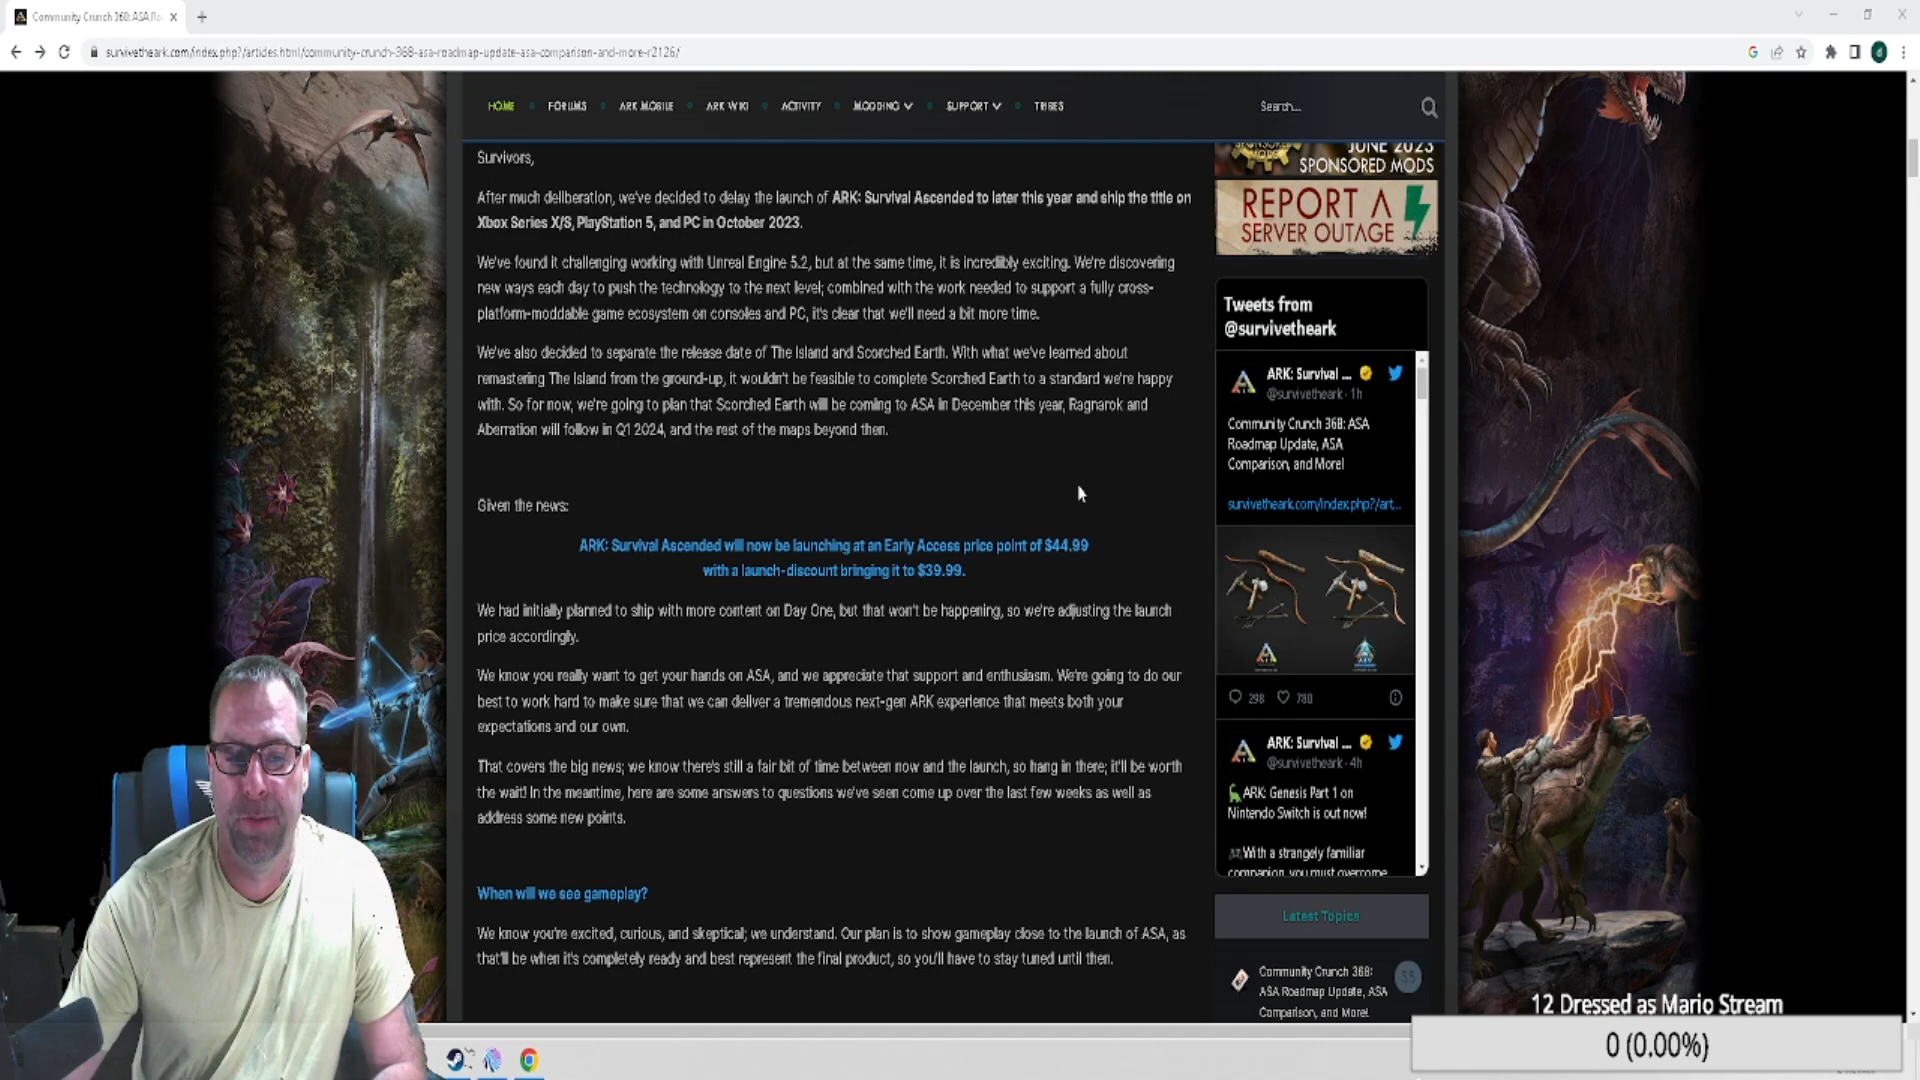 Community Crunch 368: ASA Ro
survivetheark.com/index.php?/articles.html/community-crunch-368-asa-roadmap-update-asa-comparison-and-more-r2126/
HOME FORUMS ARK MOBILE ARK WIKI ACTIVITY MODDING SUPPORT TRIBES Search...
Survivors,
After much deliberation, we've decided to delay the launch of ARK: Survival Ascended to later this year and ship the title on
Xbox Series X/S, PlayStation 5, and PC in October 2023.
We've found it challenging working with Unreal Engine 5.2, but at the same time, it is incredibly exciting. We're discovering
new ways each day to push the technology to the next level; combined with the work needed to support a fully cross-
platform-moddable game ecosystem on consoles and PC, it's clear that we'll need a bit more time.
We've also decided to separate the release date of The Island and Scorched Earth. With what we've learned about
remastering The Island from the ground-up, it wouldn't be feasible to complete Scorched Earth to a standard we're happy
with. So for now, we're going to plan that Scorched Earth will be coming to ASA in December this year, Ragnarok and
Aberration will follow in Q1 2024, and the rest of the maps beyond then.
Given the news:
ARK: Survival Ascended will now be launching at an Early Access price point of $44.99
with a launch-discount bringing it to $39.99.
We had initially planned to ship with more content on Day One, but that won't be happening, so we're adjusting the launch
price accordingly.
We know you really want to get your hands on ASA, and we appreciate that support and enthusiasm. We're going to do our
best to work hard to make sure that we can deliver a tremendous next-gen ARK experience that meets both your
expectations and our own.
That covers the big news; we know there's still a fair bit of time between now and the launch, so hang in there; it'll be worth
the wait! In the meantime, here are some answers to questions we've seen come up over the last few weeks as well as
address some new points.
When will we see gameplay?
We know you're excited, curious, and skeptical; we understand. Our plan is to show gameplay close to the launch of ASA, as
that'll be when it's completely ready and best represent the final product, so you'll have to stay tuned until then.
JUNE 2023
SPONSORED MODS
REPORT A
SERVER OUTAGE
Tweets from
@survivetheark
ARK: Survival ...
@survivetheark · 1h
Community Crunch 368: ASA
Roadmap Update, ASA
Comparison, and More!
survivetheark.com/index.php?/art...
298 780
ARK: Survival ...
@survivetheark · 4h
ARK: Genesis Part 1 on
Nintendo Switch is out now!
With a strangely familiar
companion, you must overcome
Latest Topics
Community Crunch 368:
ASA Roadmap Update, ASA
Comparison, and More!
55
12 Dressed as Mario Stream
0 (0.00%)